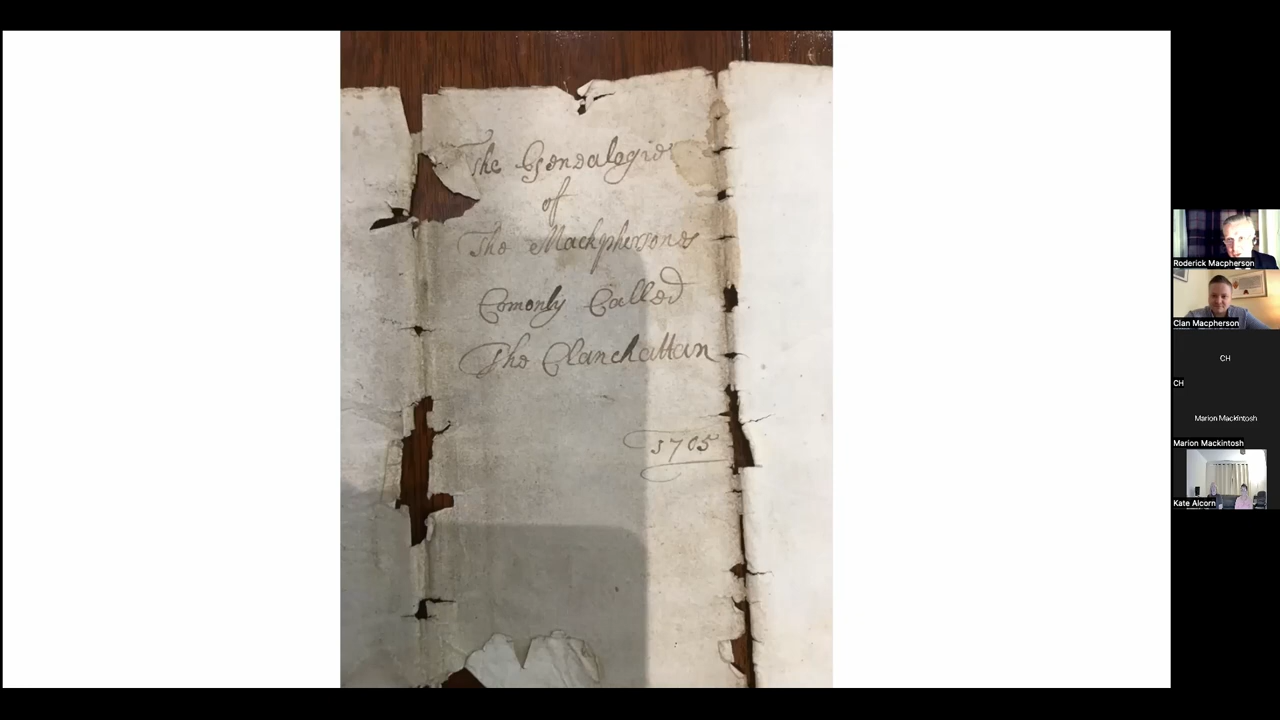 The Genealogie
of
The Mackphersons
Comonly Called
The Clanchattan
1705
Roderick Macpherson
Clan Macpherson
CH
CH
Marion Mackintosh
Marion Mackintosh
Kate Alcorn